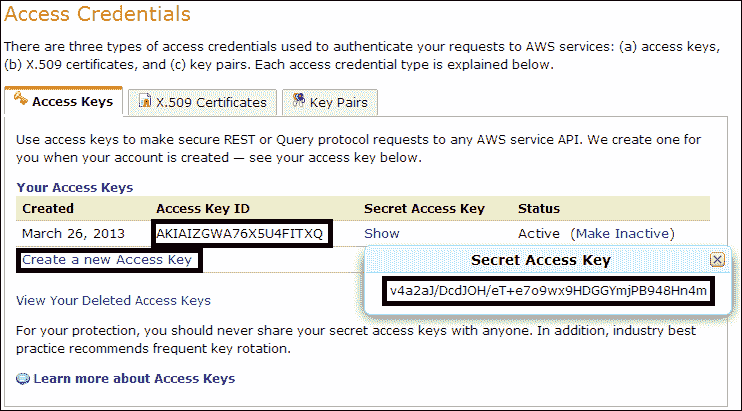 Access Credentials
There are three types of access credentials used to authenticate your requests to AWS services: (a) access keys,
(b) X.509 certificates, and (c) key pairs. Each access credential type is explained below.
Access Keys X.509 Certificates Key Pairs
Use access keys to make secure REST or Query protocol requests to any AWS service API. We create one for
you when your account is created — see your access key below.
Your Access Keys
Created Access Key ID Secret Access Key Status
March 26, 2013 AKIAIZGWA76X5U4FITXQ Show Active (Make Inactive)
Create a new Access Key
Secret Access Key
v4a2aJ/DcdJOH/eT+e7o9wx9HDGGYmjPB948Hn4m
View Your Deleted Access Keys
For your protection, you should never share your secret access keys with anyone. In addition, industry best
practice recommends frequent key rotation.
Learn more about Access Keys